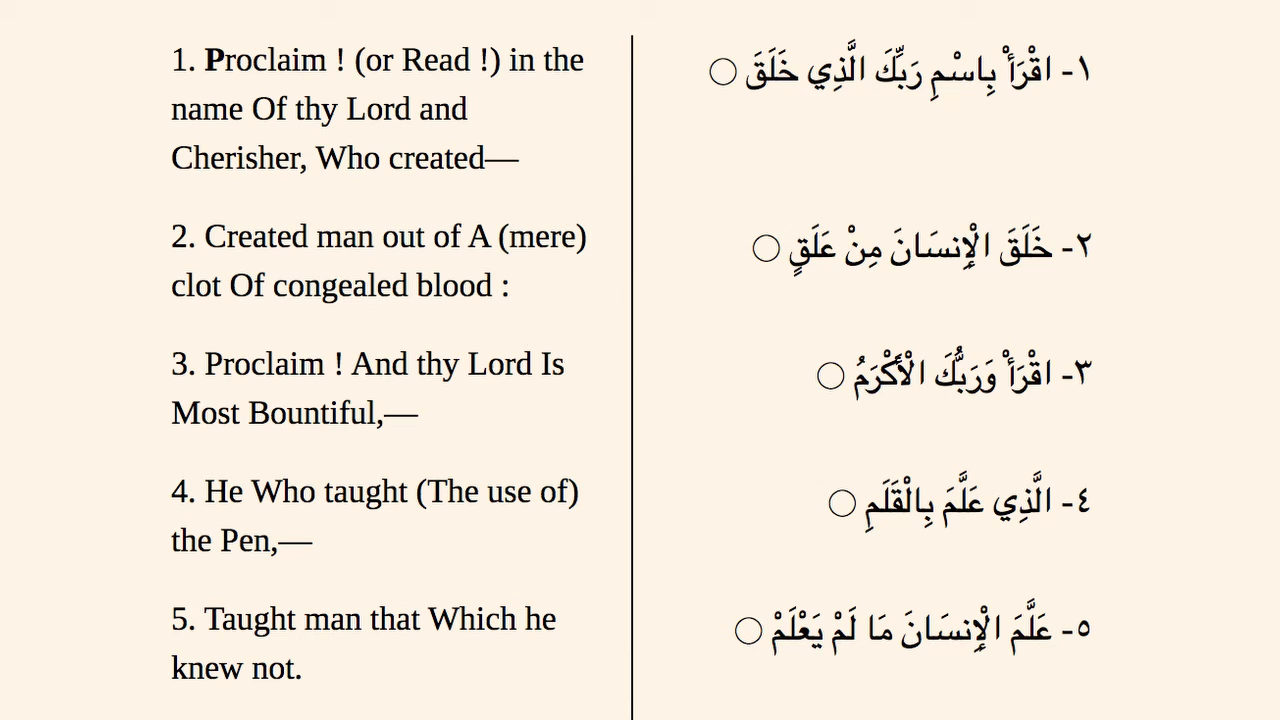 1. Proclaim ! (or Read !) in the
name Of thy Lord and
Cherisher, Who created—
2. Created man out of A (mere)
clot Of congealed blood :
3. Proclaim ! And thy Lord Is
Most Bountiful,—
4. He Who taught (The use of)
the Pen,—
5. Taught man that Which he
knew not.
١- اقْرَأْ بِاسْمِ رَبِّكَ الَّذِي خَلَقَ ○
٢- خَلَقَ الْإِنسَانَ مِنْ عَلَقٍ ○
٣- اقْرَأْ وَرَبُّكَ الْأَكْرَمُ ○
٤- الَّذِي عَلَّمَ بِالْقَلَمِ ○
٥- عَلَّمَ الْإِنسَانَ مَا لَمْ يَعْلَمْ ○